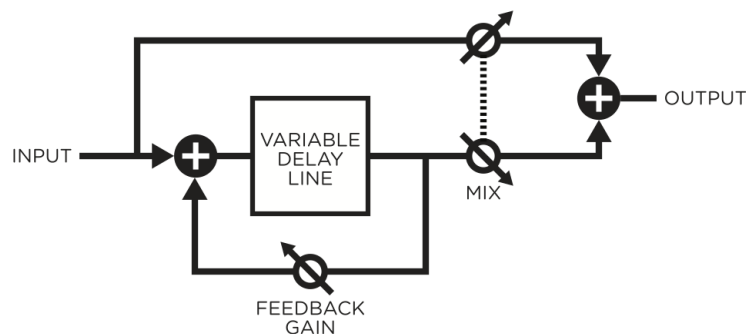 OUTPUT
INPUT
VARIABLE
DELAY
LINE
MIX
FEEDBACK
GAIN